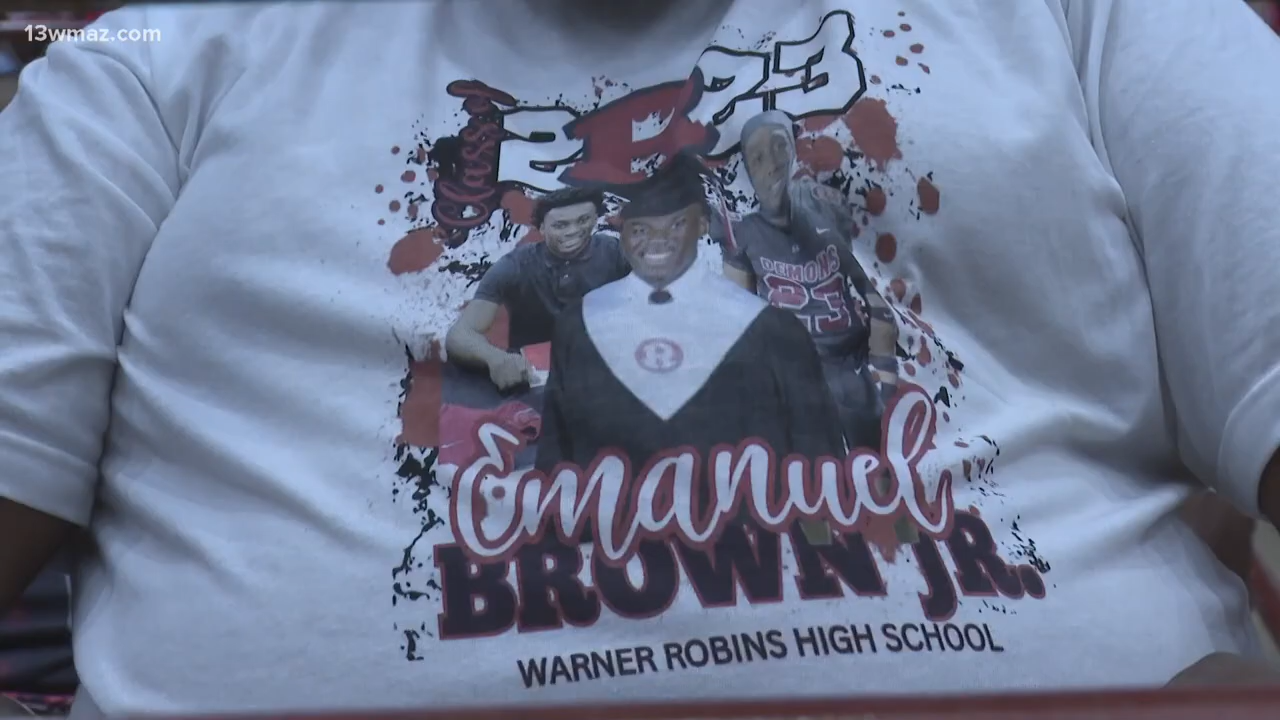 13wmaz.com
Class of
2023
DEMONS
23
R
Emanuel
BROWN JR.
WARNER ROBINS HIGH SCHOOL